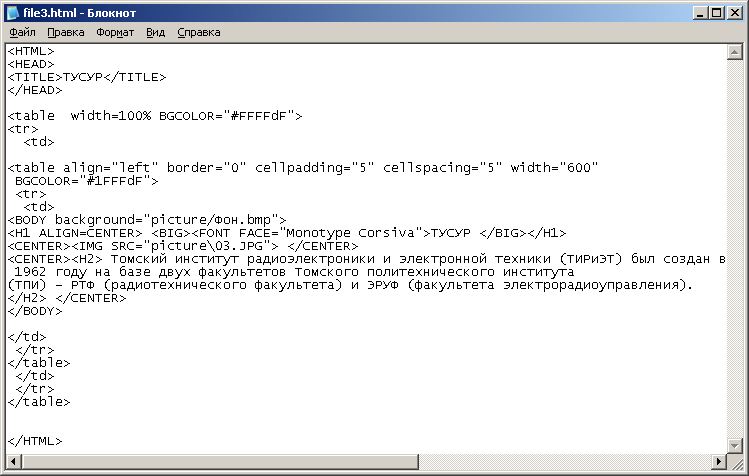 file3.html - Блокнот
Файл Правка Формат Вид Справка
<HTML>
<HEAD>
<TITLE>ТУСУР</TITLE>
</HEAD>
<table  width=100% BGCOLOR="#FFFFdF">
<tr>
  <td>
<table align="left" border="0" cellpadding="5" cellspacing="5" width="600"
 BGCOLOR="#1FFFdF">
 <tr>
  <td>
<BODY background="picture/Фон.bmp">
<H1 ALIGN=CENTER> <BIG><FONT FACE="Monotype Corsiva">ТУСУР </BIG></H1>
<CENTER><IMG SRC="picture\03.JPG"> </CENTER>
<CENTER><H2> Томский институт радиоэлектроники и электронной техники (ТИРиЭТ) был создан в
 1962 году на базе двух факультетов Томского политехнического института
(ТПИ) – РТФ (радиотехнического факультета) и ЭРУФ (факультета электрорадиоуправления).
</H2> </CENTER>
</BODY>
</td>
 </tr>
</table>
 </td>
 </tr>
</table>
</HTML>